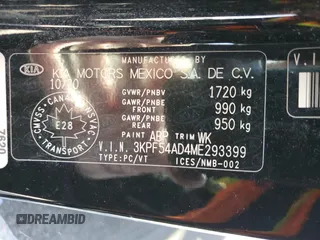 MANUFACTURED BY
KIA KIA MOTORS MEXICO S.A. DE C.V.
10/20
GVWR/PNBV 1720 kg
GAWR/PNBE FRONT 990 kg
GAWR/PNBE REAR 950 kg
PAINT ABP TRIM WK
V.I.N. 3KPF54AD4ME293399
TYPE:PC/VT ICES/NMB-002
CMVSS CANADA NSVAC
E28
TRANSPORT
V.I.
7620
DREAMBID